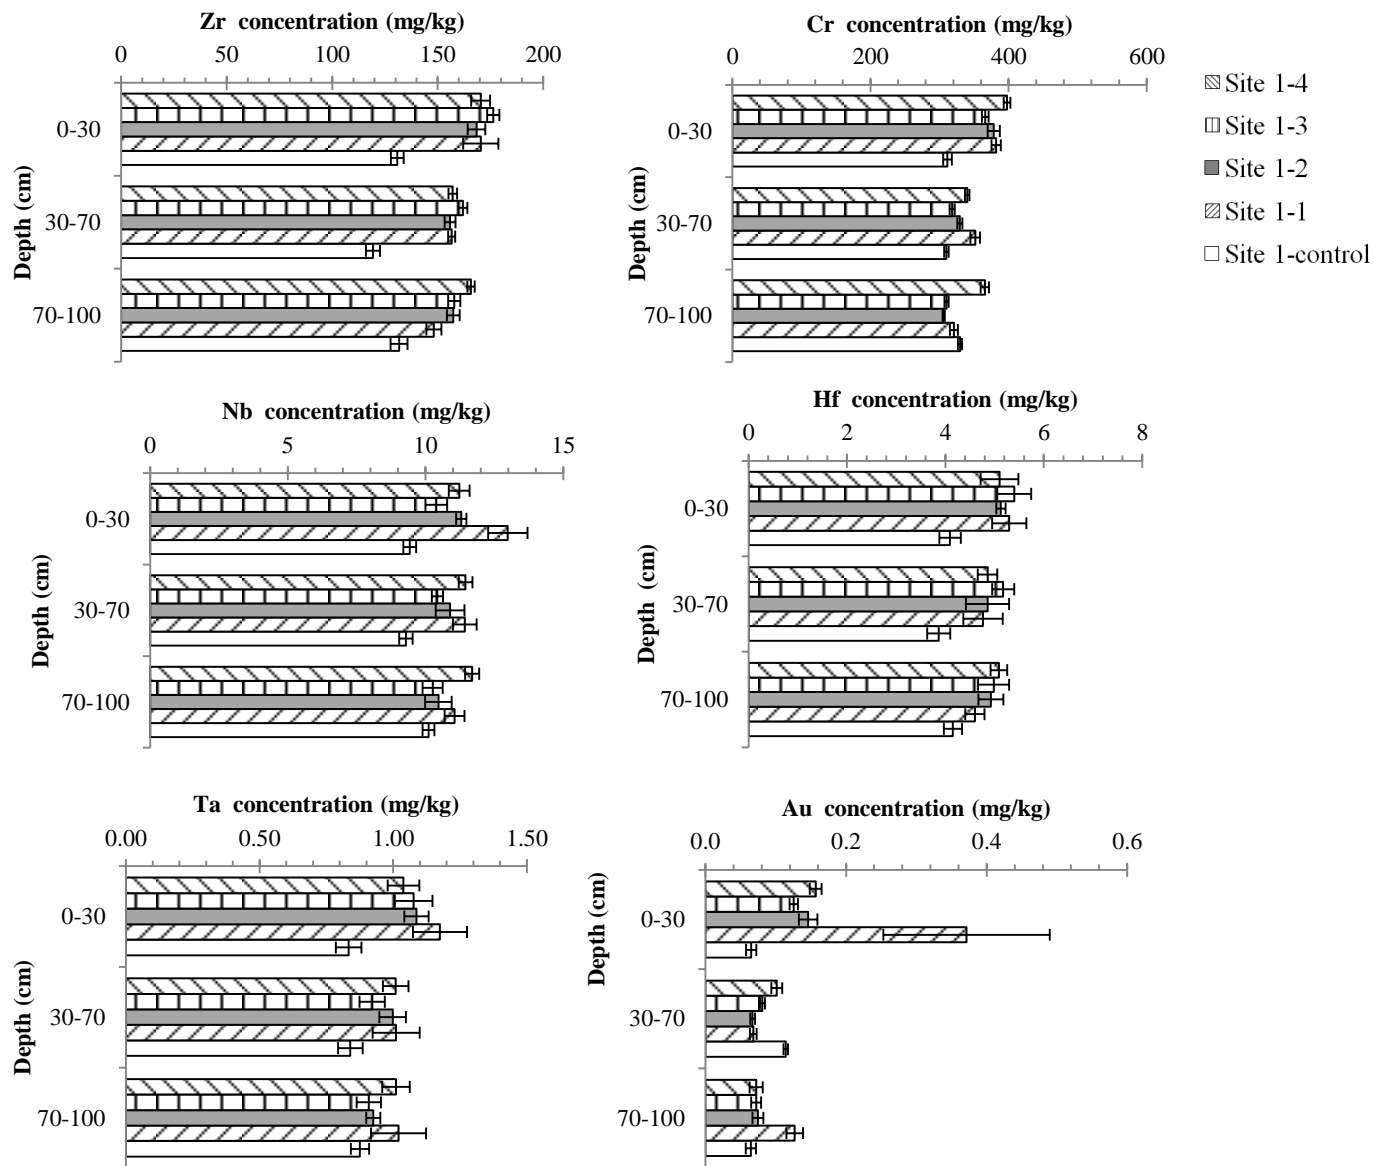 Zr concentration (mg/kg)
0 50 100 150 200
Depth (cm)
0-30
30-70
70-100
Cr concentration (mg/kg)
0 200 400 600
Depth (cm)
0-30
30-70
70-100
Site 1-4
Site 1-3
Site 1-2
Site 1-1
Site 1-control
Nb concentration (mg/kg)
0 5 10 15
Depth (cm)
0-30
30-70
70-100
Hf concentration (mg/kg)
0 2 4 6 8
Depth (cm)
0-30
30-70
70-100
Ta concentration (mg/kg)
0.00 0.50 1.00 1.50
Depth (cm)
0-30
30-70
70-100
Au concentration (mg/kg)
0.0 0.2 0.4 0.6
Depth (cm)
0-30
30-70
70-100